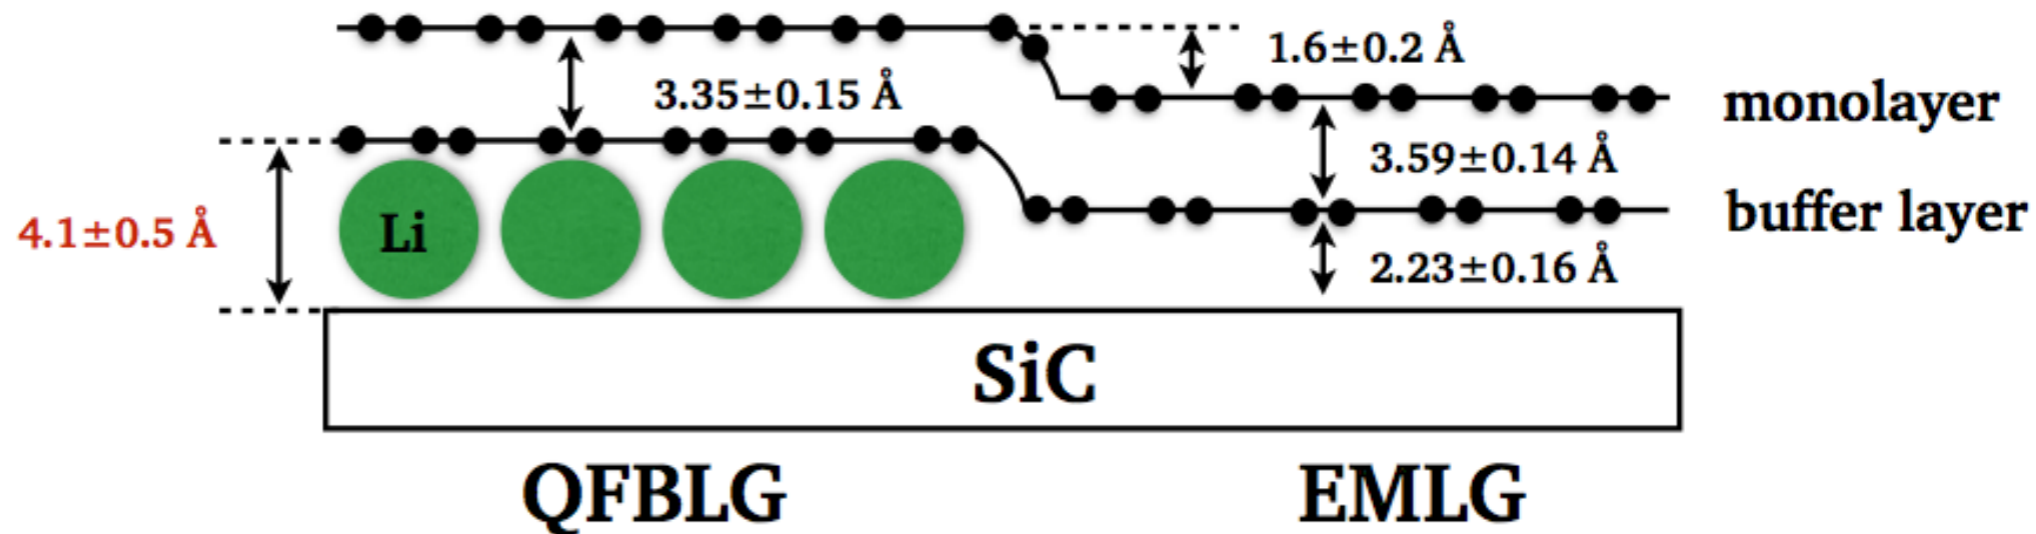 1.6±0.2 Å
3.35±0.15 Å
monolayer
3.59±0.14 Å
4.1±0.5 Å
Li
buffer layer
2.23±0.16 Å
SiC
QFBLG
EMLG